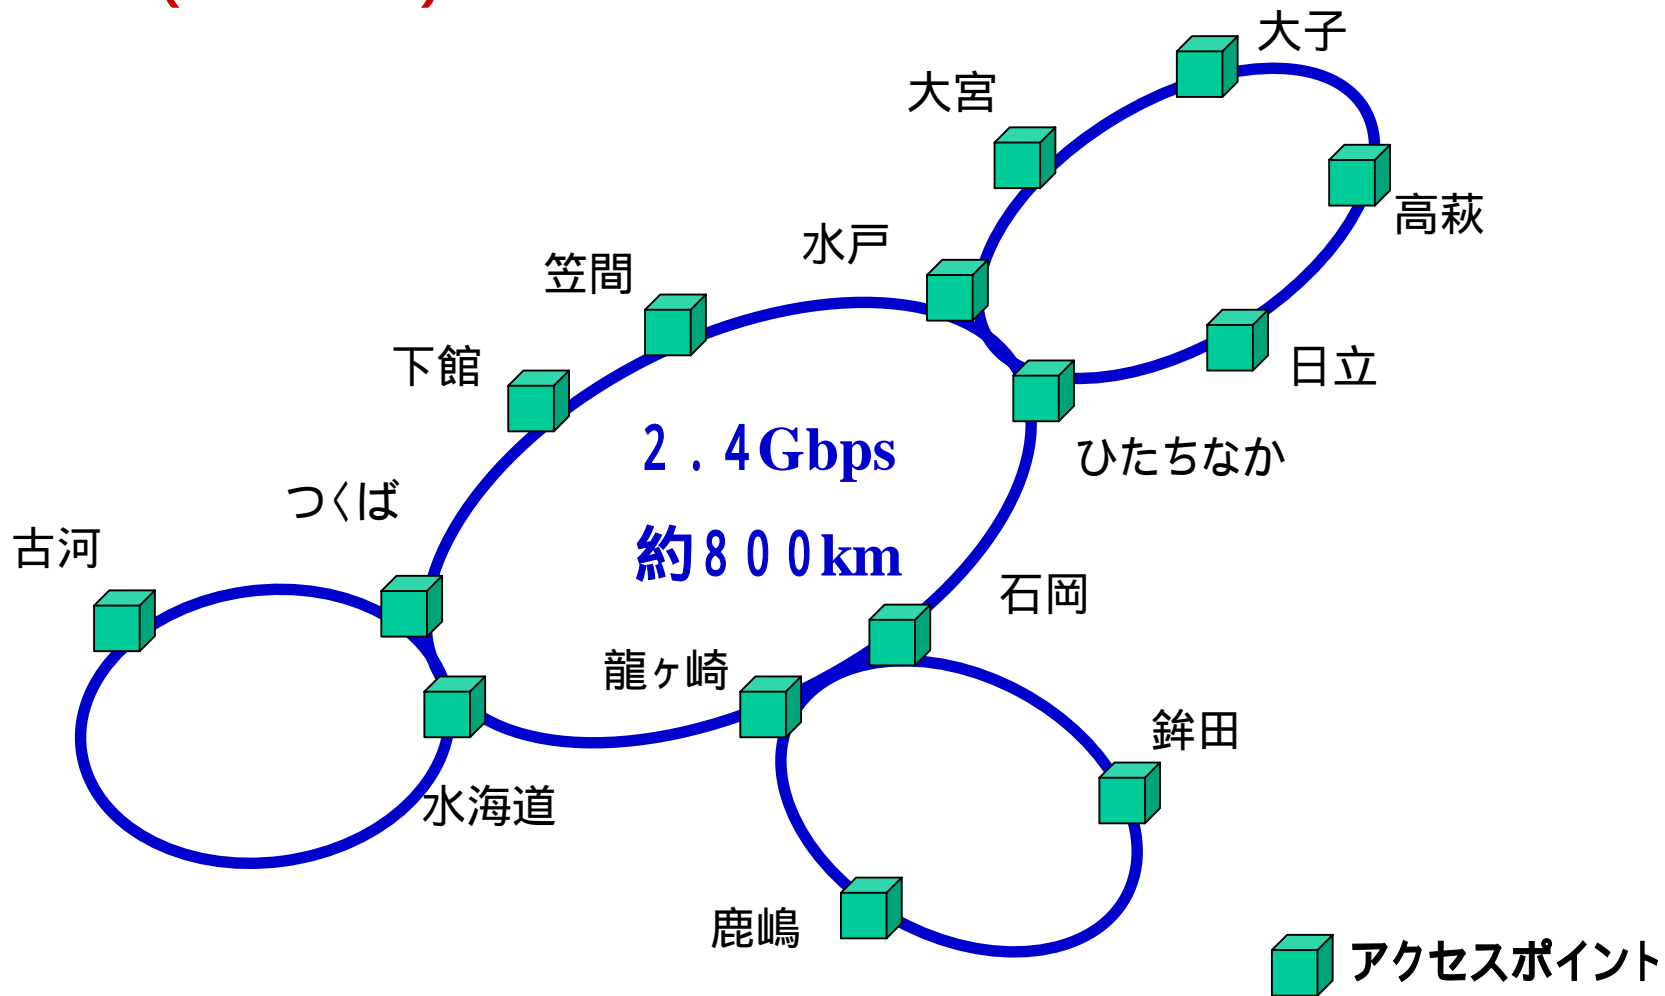 大子
大宮
高萩
水戸
笠間
日立
下館
ひたちなか
２．４Gbps
つくば
約８００km
古河
石岡
龍ヶ崎
鉾田
水海道
鹿嶋
アクセスポイント